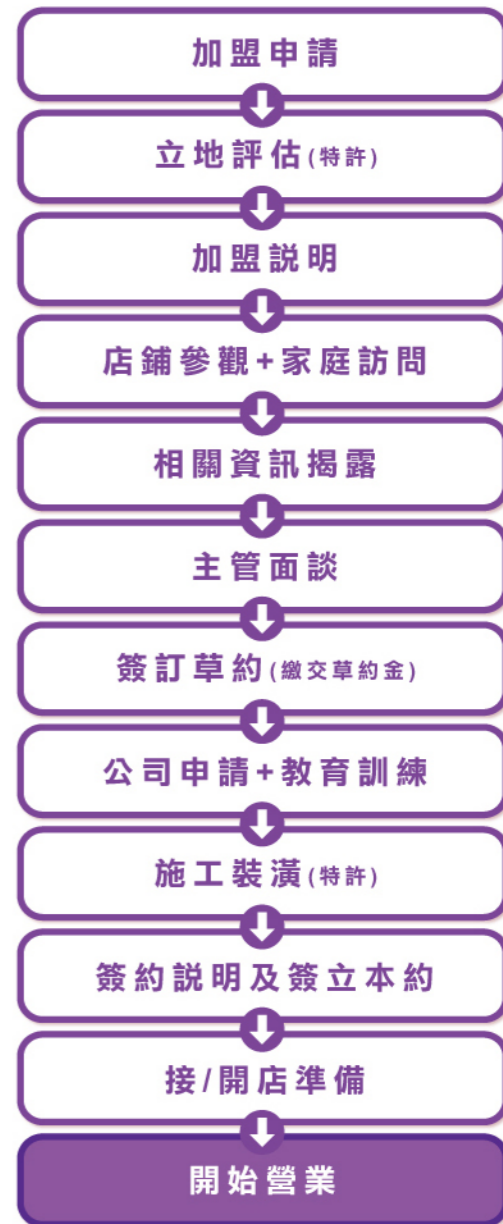 加盟申請
立地評估(特許)
加盟説明
店鋪參觀+家庭訪問
相關資訊揭露
主管面談
簽訂草約(繳交草約金)
公司申請+教育訓練
施工裝潢(特許)
簽約説明及簽立本約
接/開店準備
開始營業